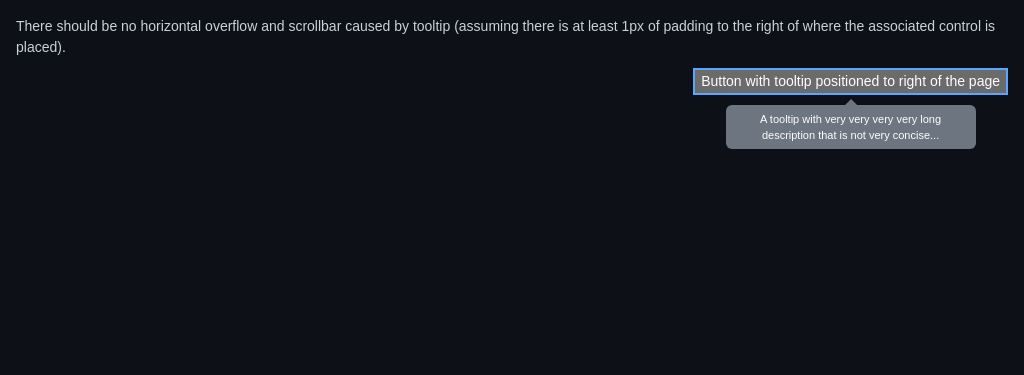 There should be no horizontal overflow and scrollbar caused by tooltip (assuming there is at least 1px of padding to the right of where the associated control is
placed).
Button with tooltip positioned to right of the page
A tooltip with very very very very long
description that is not very concise...